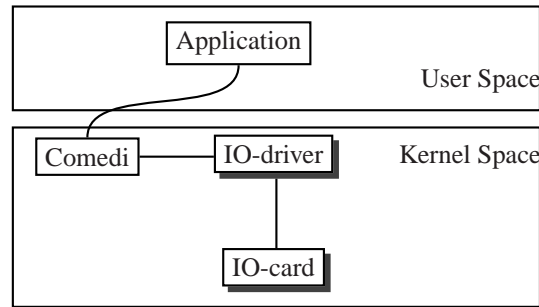 Application
User Space
Comedi
IO-driver
Kernel Space
IO-card